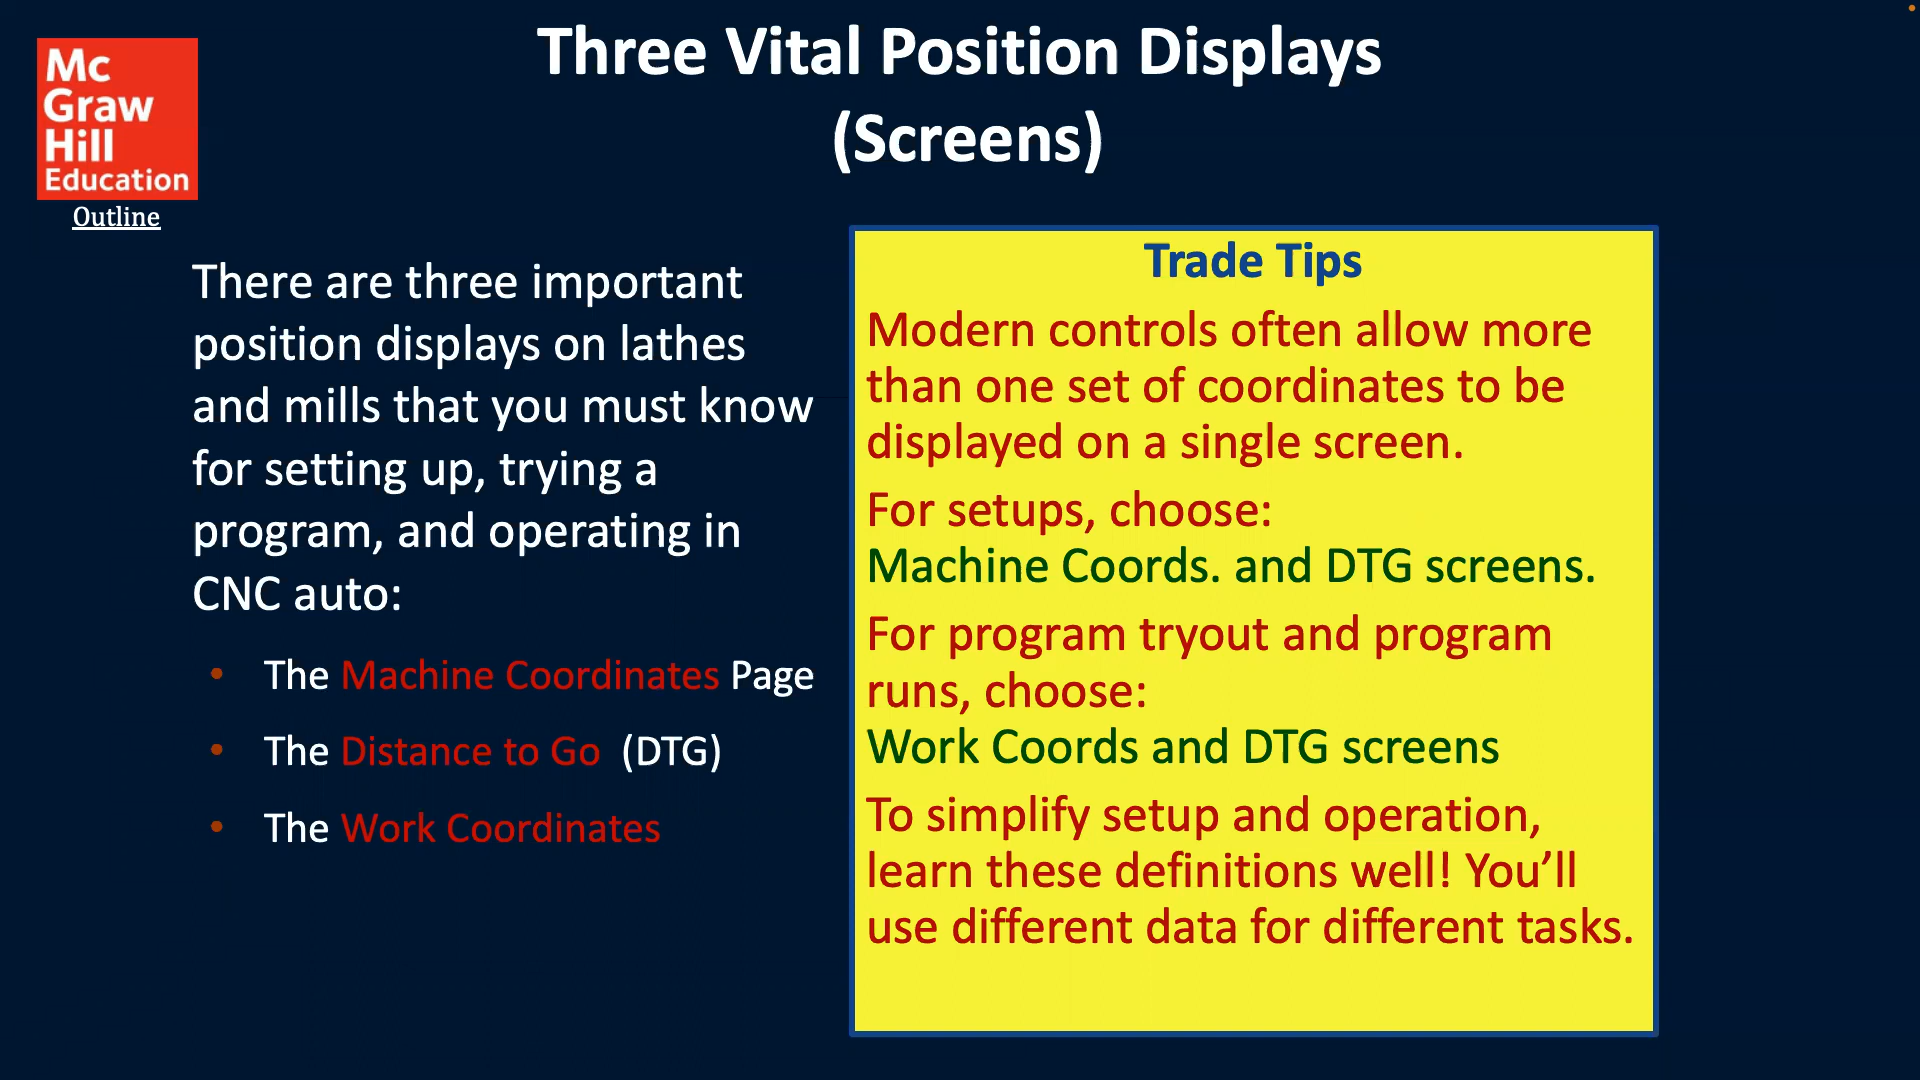 Three Vital Position Displays
(Screens)
Mc
Graw
Hill
Education
Outline
There are three important
position displays on lathes
and mills that you must know
for setting up, trying a
program, and operating in
CNC auto:
• The Machine Coordinates Page
• The Distance to Go (DTG)
• The Work Coordinates
Trade Tips
Modern controls often allow more
than one set of coordinates to be
displayed on a single screen.
For setups, choose:
Machine Coords. and DTG screens.
For program tryout and program
runs, choose:
Work Coords and DTG screens
To simplify setup and operation,
learn these definitions well! You’ll
use different data for different tasks.